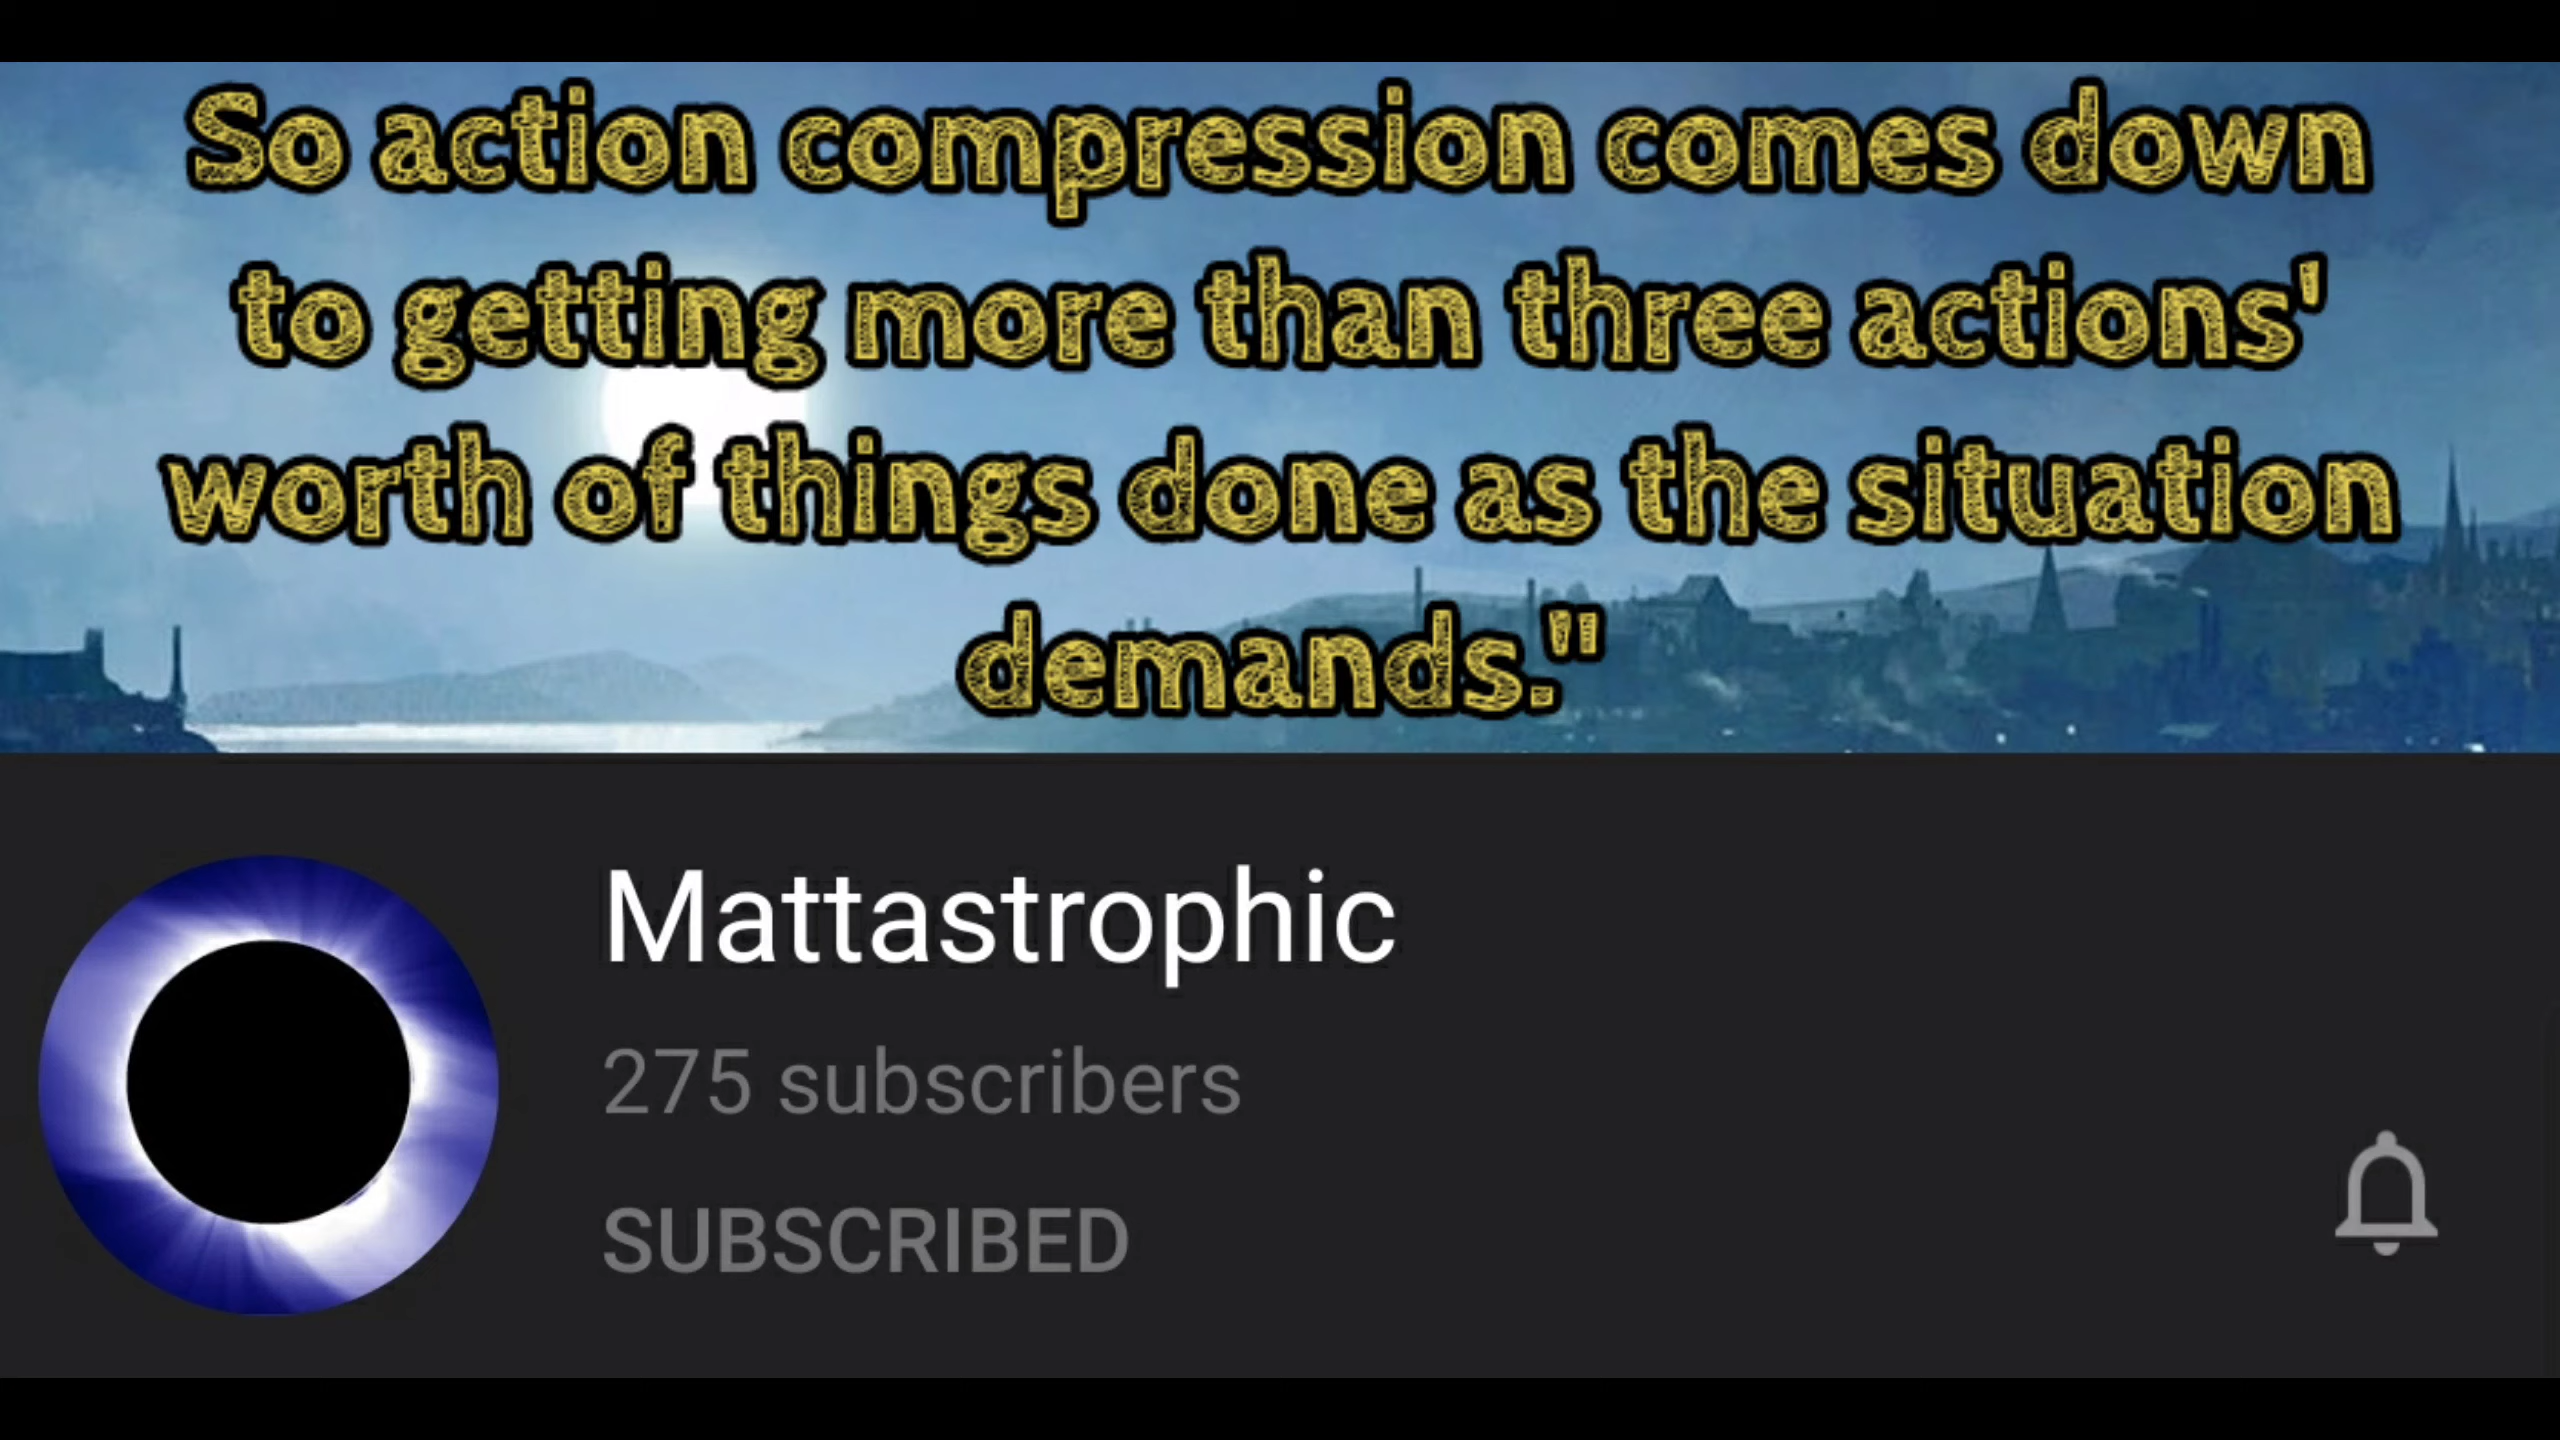 So action compression comes down
to getting more than three actions'
worth of things done as the situation
demands."
Mattastrophic
275 subscribers
SUBSCRIBED